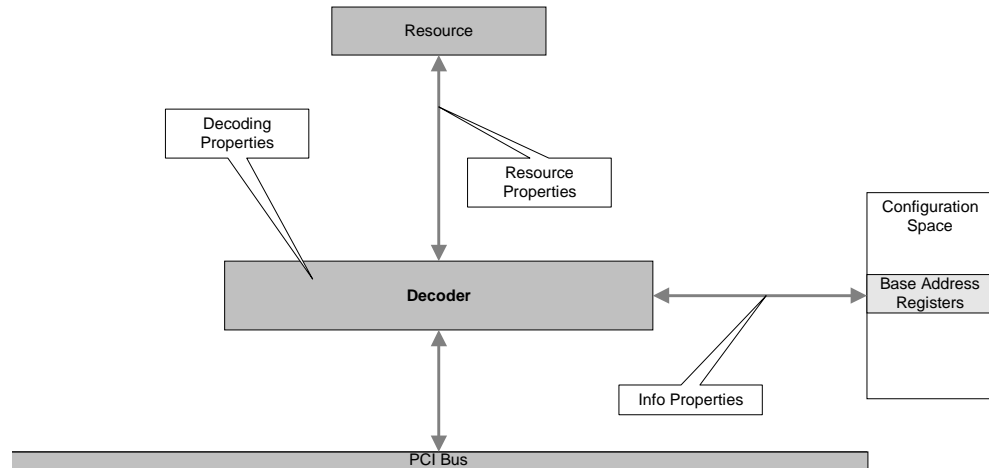 Resource
Decoding
Properties
Resource
Properties
Configuration
Space
Decoder
Base Address
Registers
Info Properties
PCI Bus